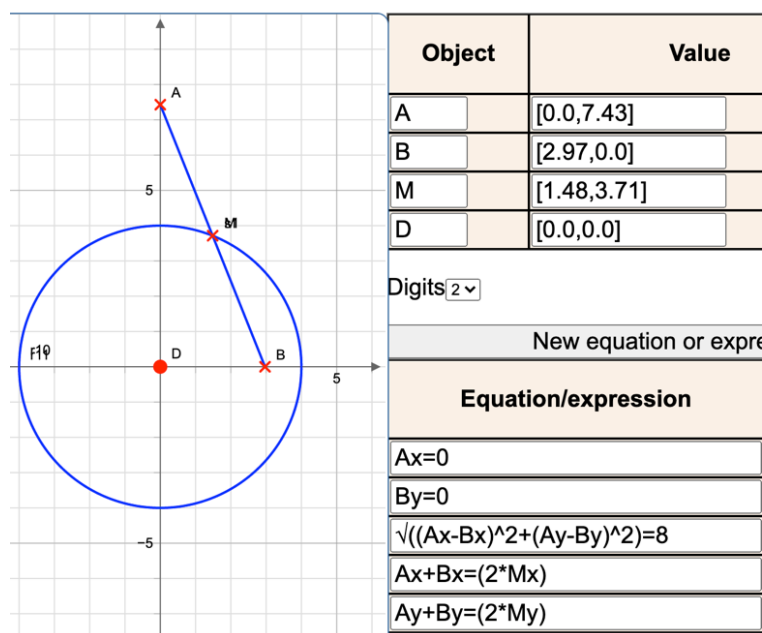 A
5
M
F10
D
B
5
−5
Object Value
A [0.0,7.43]
B [2.97,0.0]
M [1.48,3.71]
D [0.0,0.0]
Digits 2
New equation or expre
Equation/expression
Ax=0
By=0
√((Ax-Bx)^2+(Ay-By)^2)=8
Ax+Bx=(2*Mx)
Ay+By=(2*My)